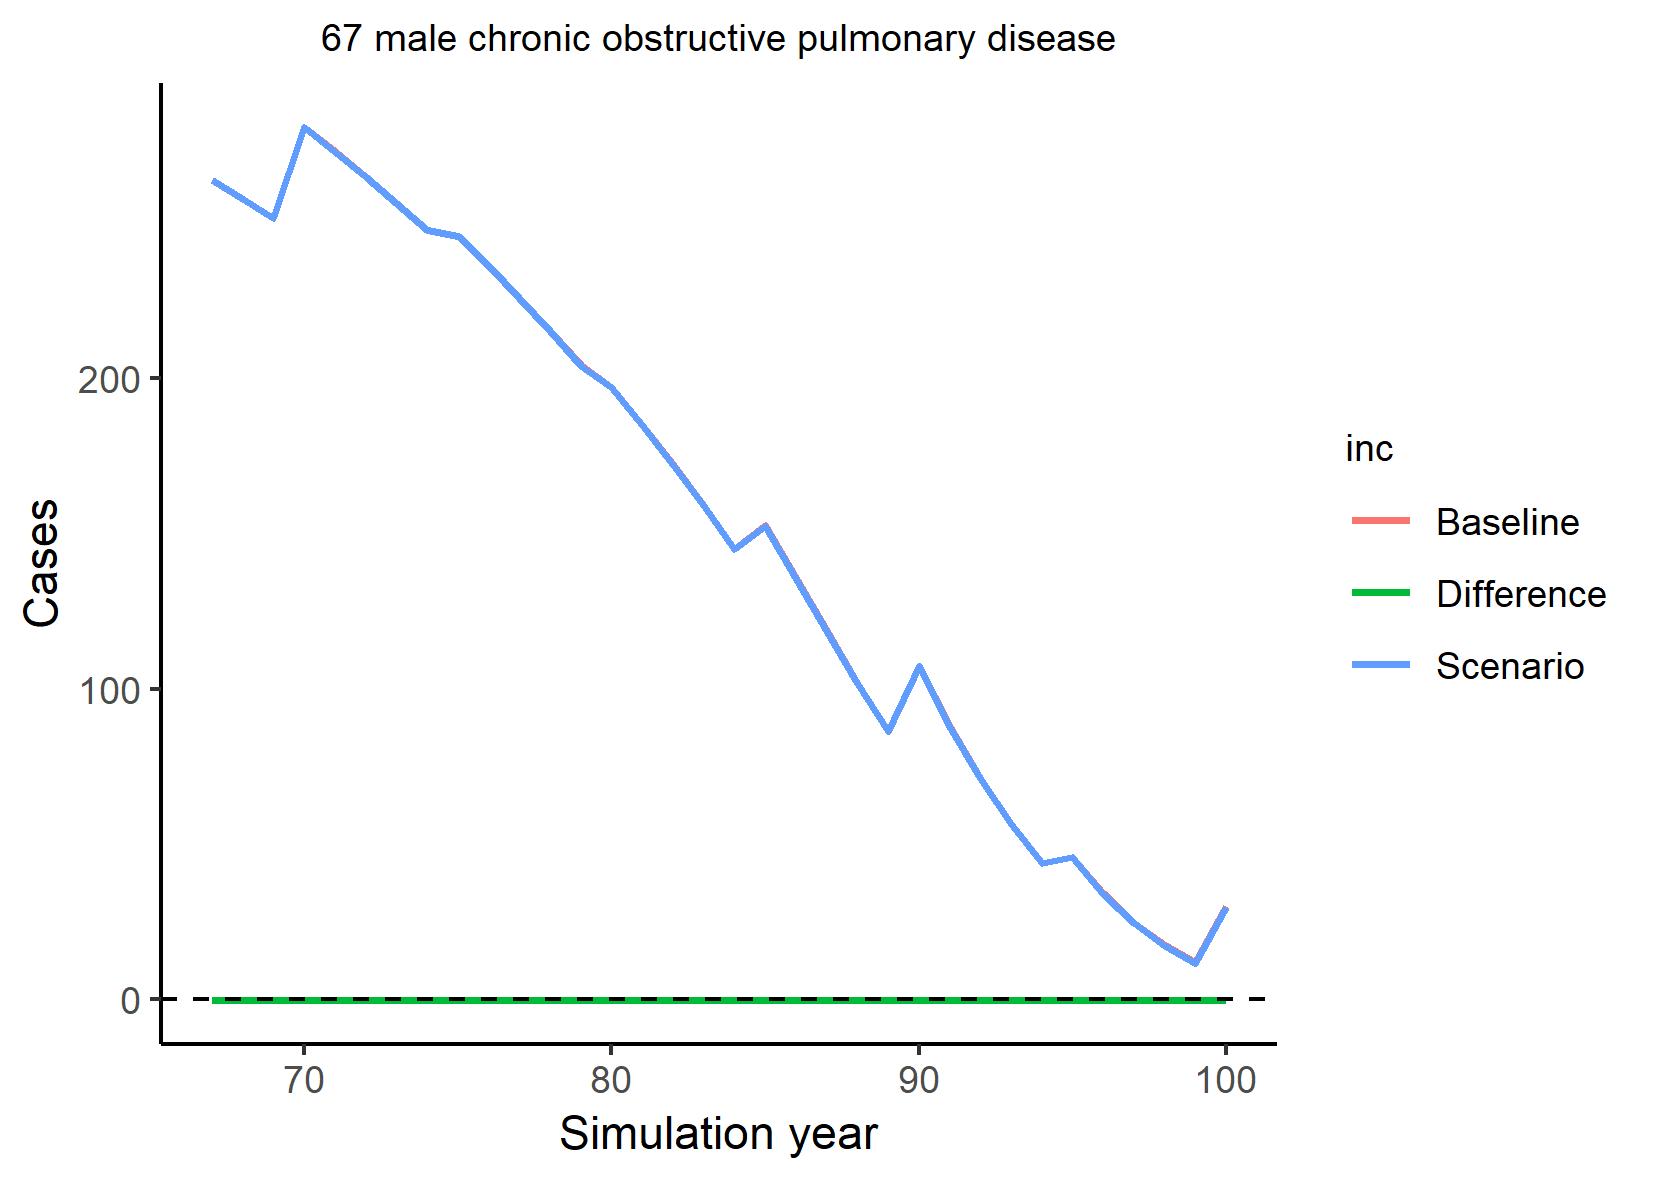 67 male chronic obstructive pulmonary disease
Cases
200
100
0
70 80 90 100
Simulation year
inc
Baseline
Difference
Scenario